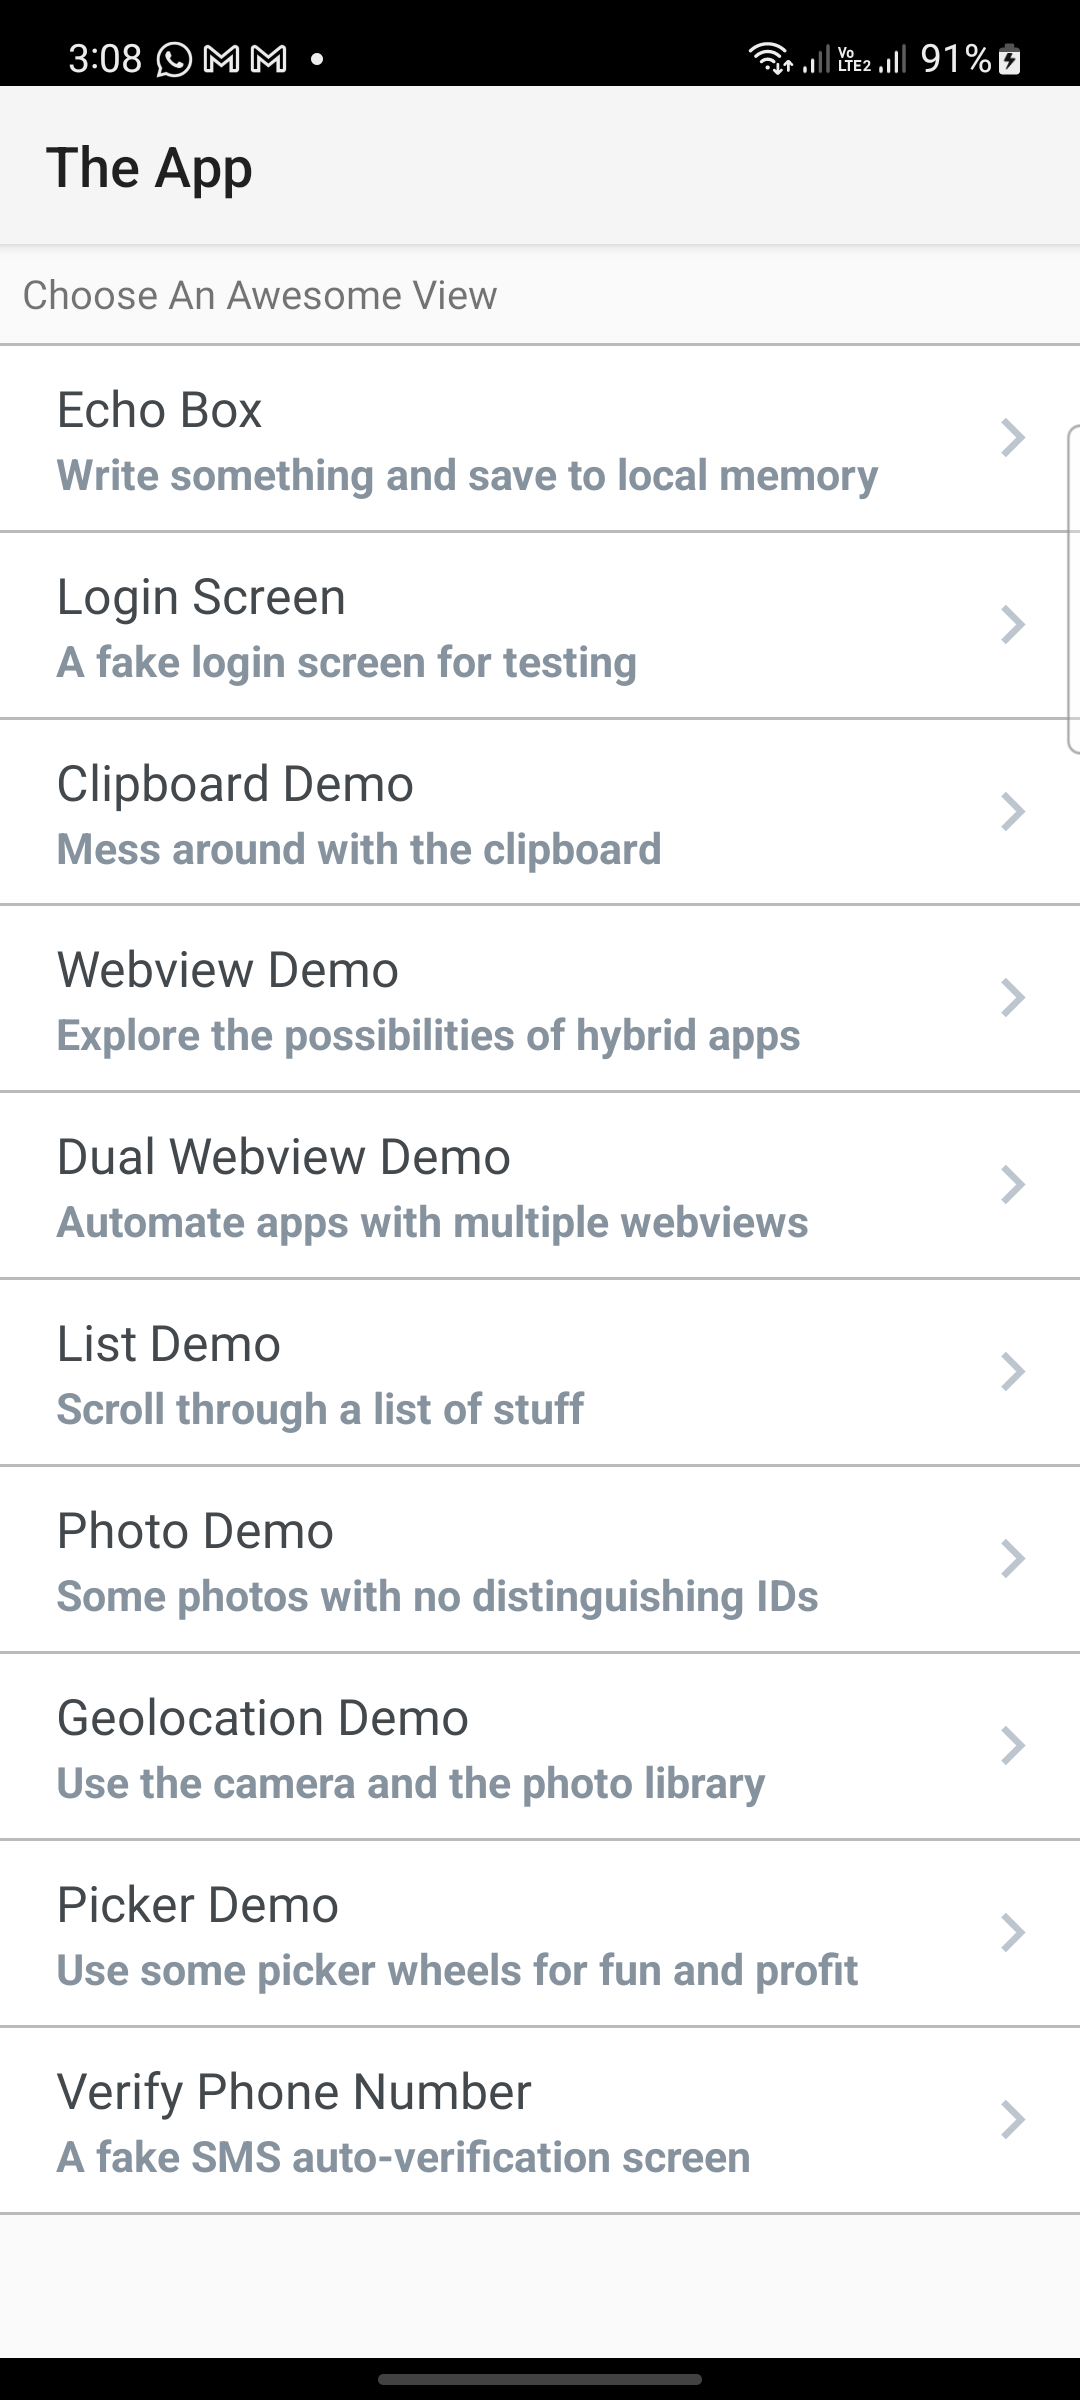 3:08 Vo LTE2 91%
The App
Choose An Awesome View
Echo Box
Write something and save to local memory
Login Screen
A fake login screen for testing
Clipboard Demo
Mess around with the clipboard
Webview Demo
Explore the possibilities of hybrid apps
Dual Webview Demo
Automate apps with multiple webviews
List Demo
Scroll through a list of stuff
Photo Demo
Some photos with no distinguishing IDs
Geolocation Demo
Use the camera and the photo library
Picker Demo
Use some picker wheels for fun and profit
Verify Phone Number
A fake SMS auto-verification screen